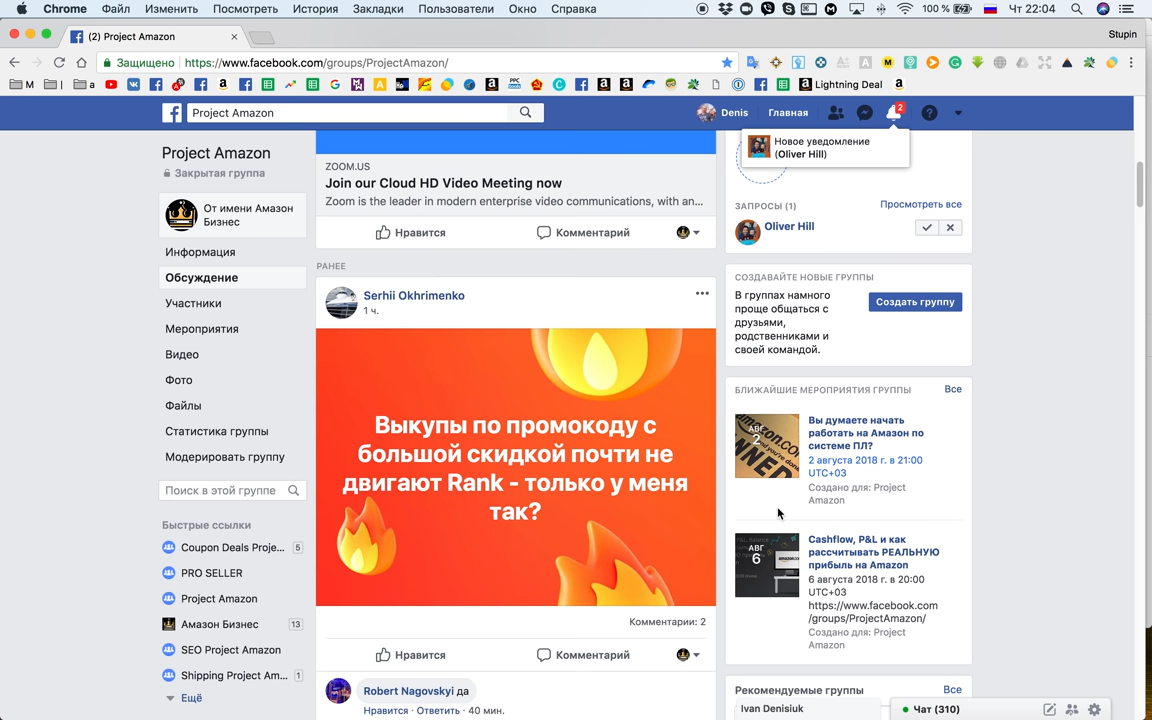 Chrome Файл Изменить Посмотреть История Закладки Пользователи Окно Справка 100 % Чт 22:04
(2) Project Amazon Stupin
Защищено https://www.facebook.com/groups/ProjectAmazon/
M a Lightning Deal
Project Amazon Denis Главная 2
Новое уведомление
(Oliver Hill)
Project Amazon
Закрытая группа
От имени Амазон
Бизнес
Информация
Обсуждение
Участники
Мероприятия
Видео
Фото
Файлы
Статистика группы
Модерировать группу
Поиск в этой группе
Быстрые ссылки
Coupon Deals Proje... 5
PRO SELLER
Project Amazon
Амазон Бизнес 13
SEO Project Amazon
Shipping Project Am... 1
Ещё
ZOOM.US
Join our Cloud HD Video Meeting now
Zoom is the leader in modern enterprise video communications, with an...
Нравится Комментарий
РАНЕЕ
Serhii Okhrimenko
1 ч.
Выкупы по промокоду с
большой скидкой почти не
двигают Rank - только у меня
так?
Комментарии: 2
Нравится Комментарий
Robert Nagovskyi да
Нравится · Ответить · 40 мин.
ЗАПРОСЫ (1) Просмотреть все
Oliver Hill
СОЗДАВАЙТЕ НОВЫЕ ГРУППЫ
В группах намного
проще общаться с
друзьями,
родственниками и
своей командой.
Создать группу
БЛИЖАЙШИЕ МЕРОПРИЯТИЯ ГРУППЫ Все
АВГ
2
Вы думаете начать
работать на Амазон по
системе ПЛ?
2 августа 2018 г. в 21:00
UTC+03
Создано для: Project
Amazon
АВГ
6
Cashflow, P&L и как
рассчитывать РЕАЛЬНУЮ
прибыль на Amazon
6 августа 2018 г. в 20:00
UTC+03
https://www.facebook.com
/groups/ProjectAmazon/
Создано для: Project
Amazon
Рекомендуемые группы Все
Ivan Denisiuk
Чат (310)